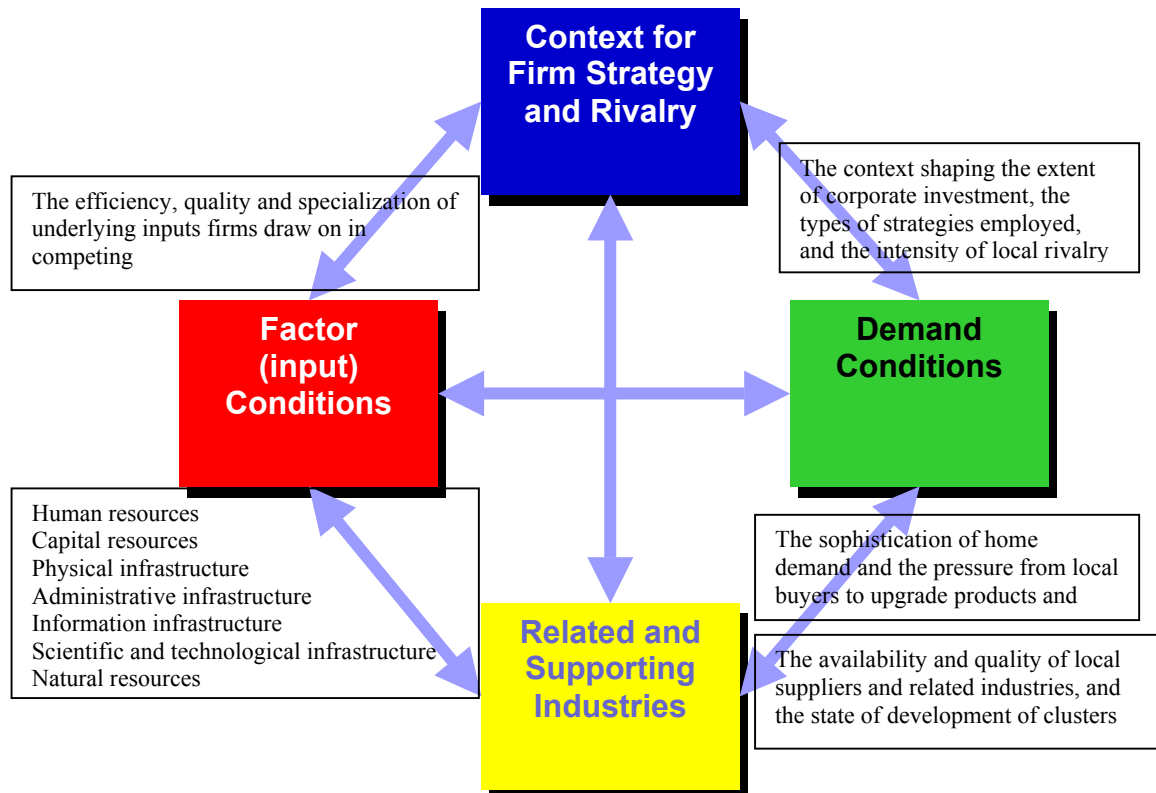 Context for
Firm Strategy
and Rivalry
The efficiency, quality and specialization of
underlying inputs firms draw on in
competing
The context shaping the extent
of corporate investment, the
types of strategies employed,
and the intensity of local rivalry
Factor
(input)
Conditions
Demand
Conditions
Human resources
Capital resources
Physical infrastructure
Administrative infrastructure
Information infrastructure
Scientific and technological infrastructure
Natural resources
The sophistication of home
demand and the pressure from local
buyers to upgrade products and
Related and
Supporting
Industries
The availability and quality of local
suppliers and related industries, and
the state of development of clusters